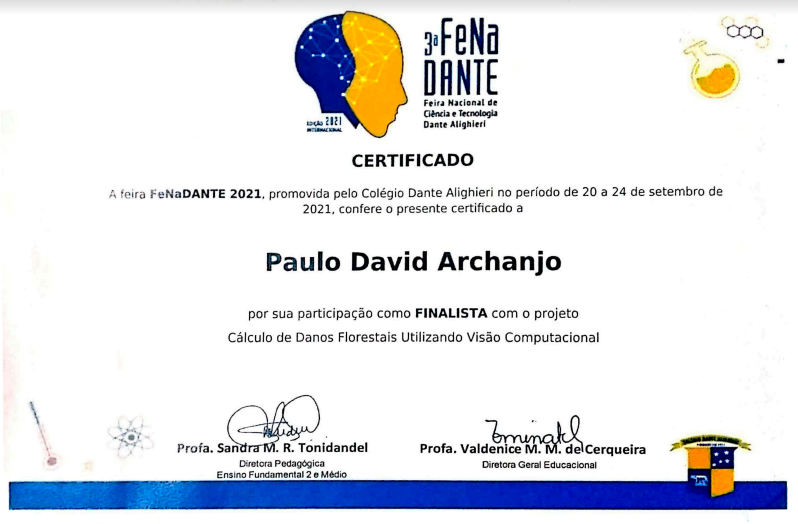 3ª FeNa
DANTE
Feira Nacional de
Ciência e Tecnologia
Dante Alighieri
EDIÇÃO 2021
INTERNACIONAL
CERTIFICADO
A feira FeNaDANTE 2021, promovida pelo Colégio Dante Alighieri no período de 20 a 24 de setembro de
2021, confere o presente certificado a
Paulo David Archanjo
por sua participação como FINALISTA com o projeto
Cálculo de Danos Florestais Utilizando Visão Computacional
Profa. Sandra M. R. Tonidandel
Diretora Pedagógica
Ensino Fundamental 2 e Médio
Profa. Valdenice M. M. de Cerqueira
Diretora Geral Educacional
COLÉGIO DANTE ALIGHIERI